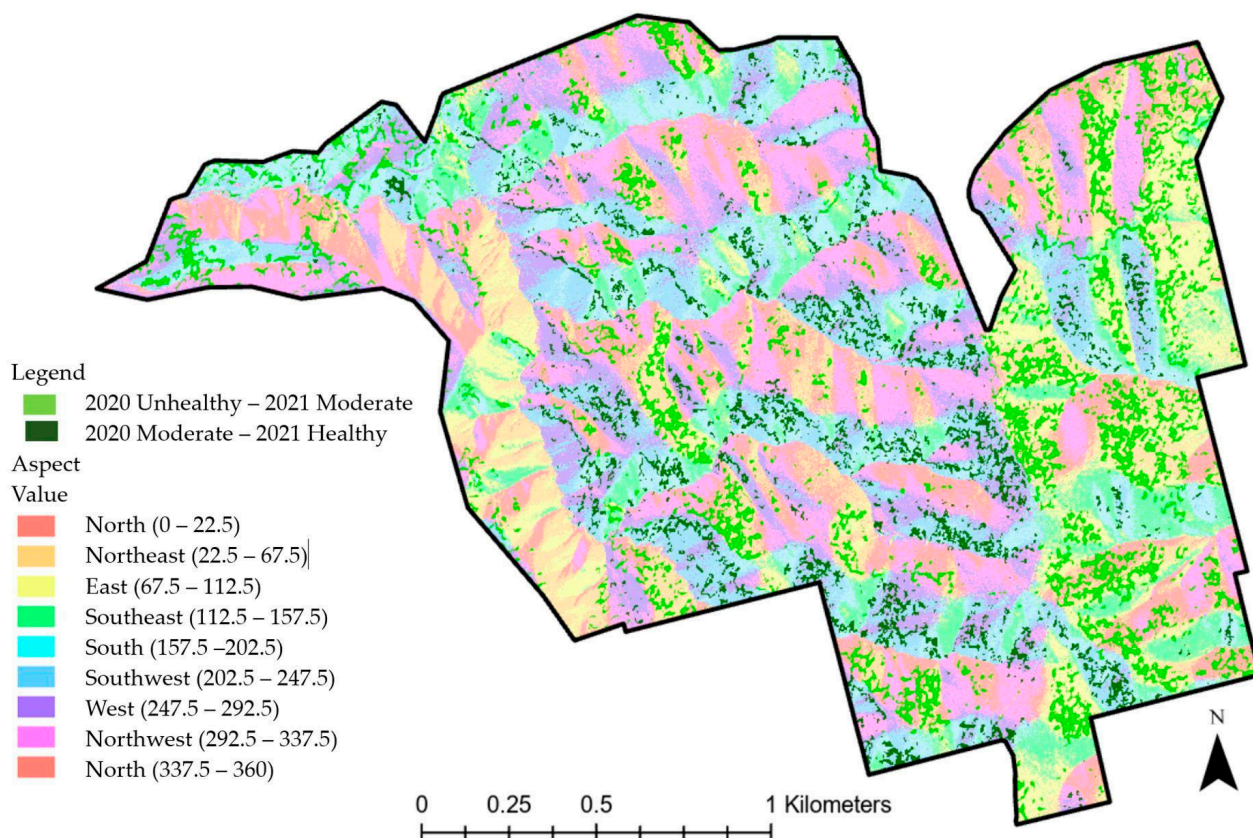 Legend
2020 Unhealthy – 2021 Moderate
2020 Moderate – 2021 Healthy
Aspect
Value
North (0 – 22.5)
Northeast (22.5 – 67.5)
East (67.5 – 112.5)
Southeast (112.5 – 157.5)
South (157.5 –202.5)
Southwest (202.5 – 247.5)
West (247.5 – 292.5)
Northwest (292.5 – 337.5)
North (337.5 – 360)
N
0 0.25 0.5 1 Kilometers